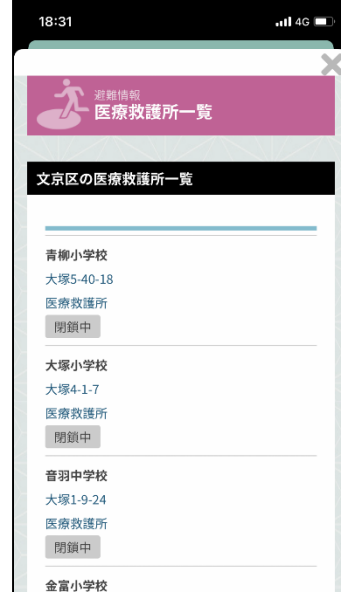 18:31
4G
避難情報
医療救護所一覧
文京区の医療救護所一覧
青柳小学校
大塚5-40-18
医療救護所
閉鎖中
大塚小学校
大塚4-1-7
医療救護所
閉鎖中
音羽中学校
大塚1-9-24
医療救護所
閉鎖中
金富小学校